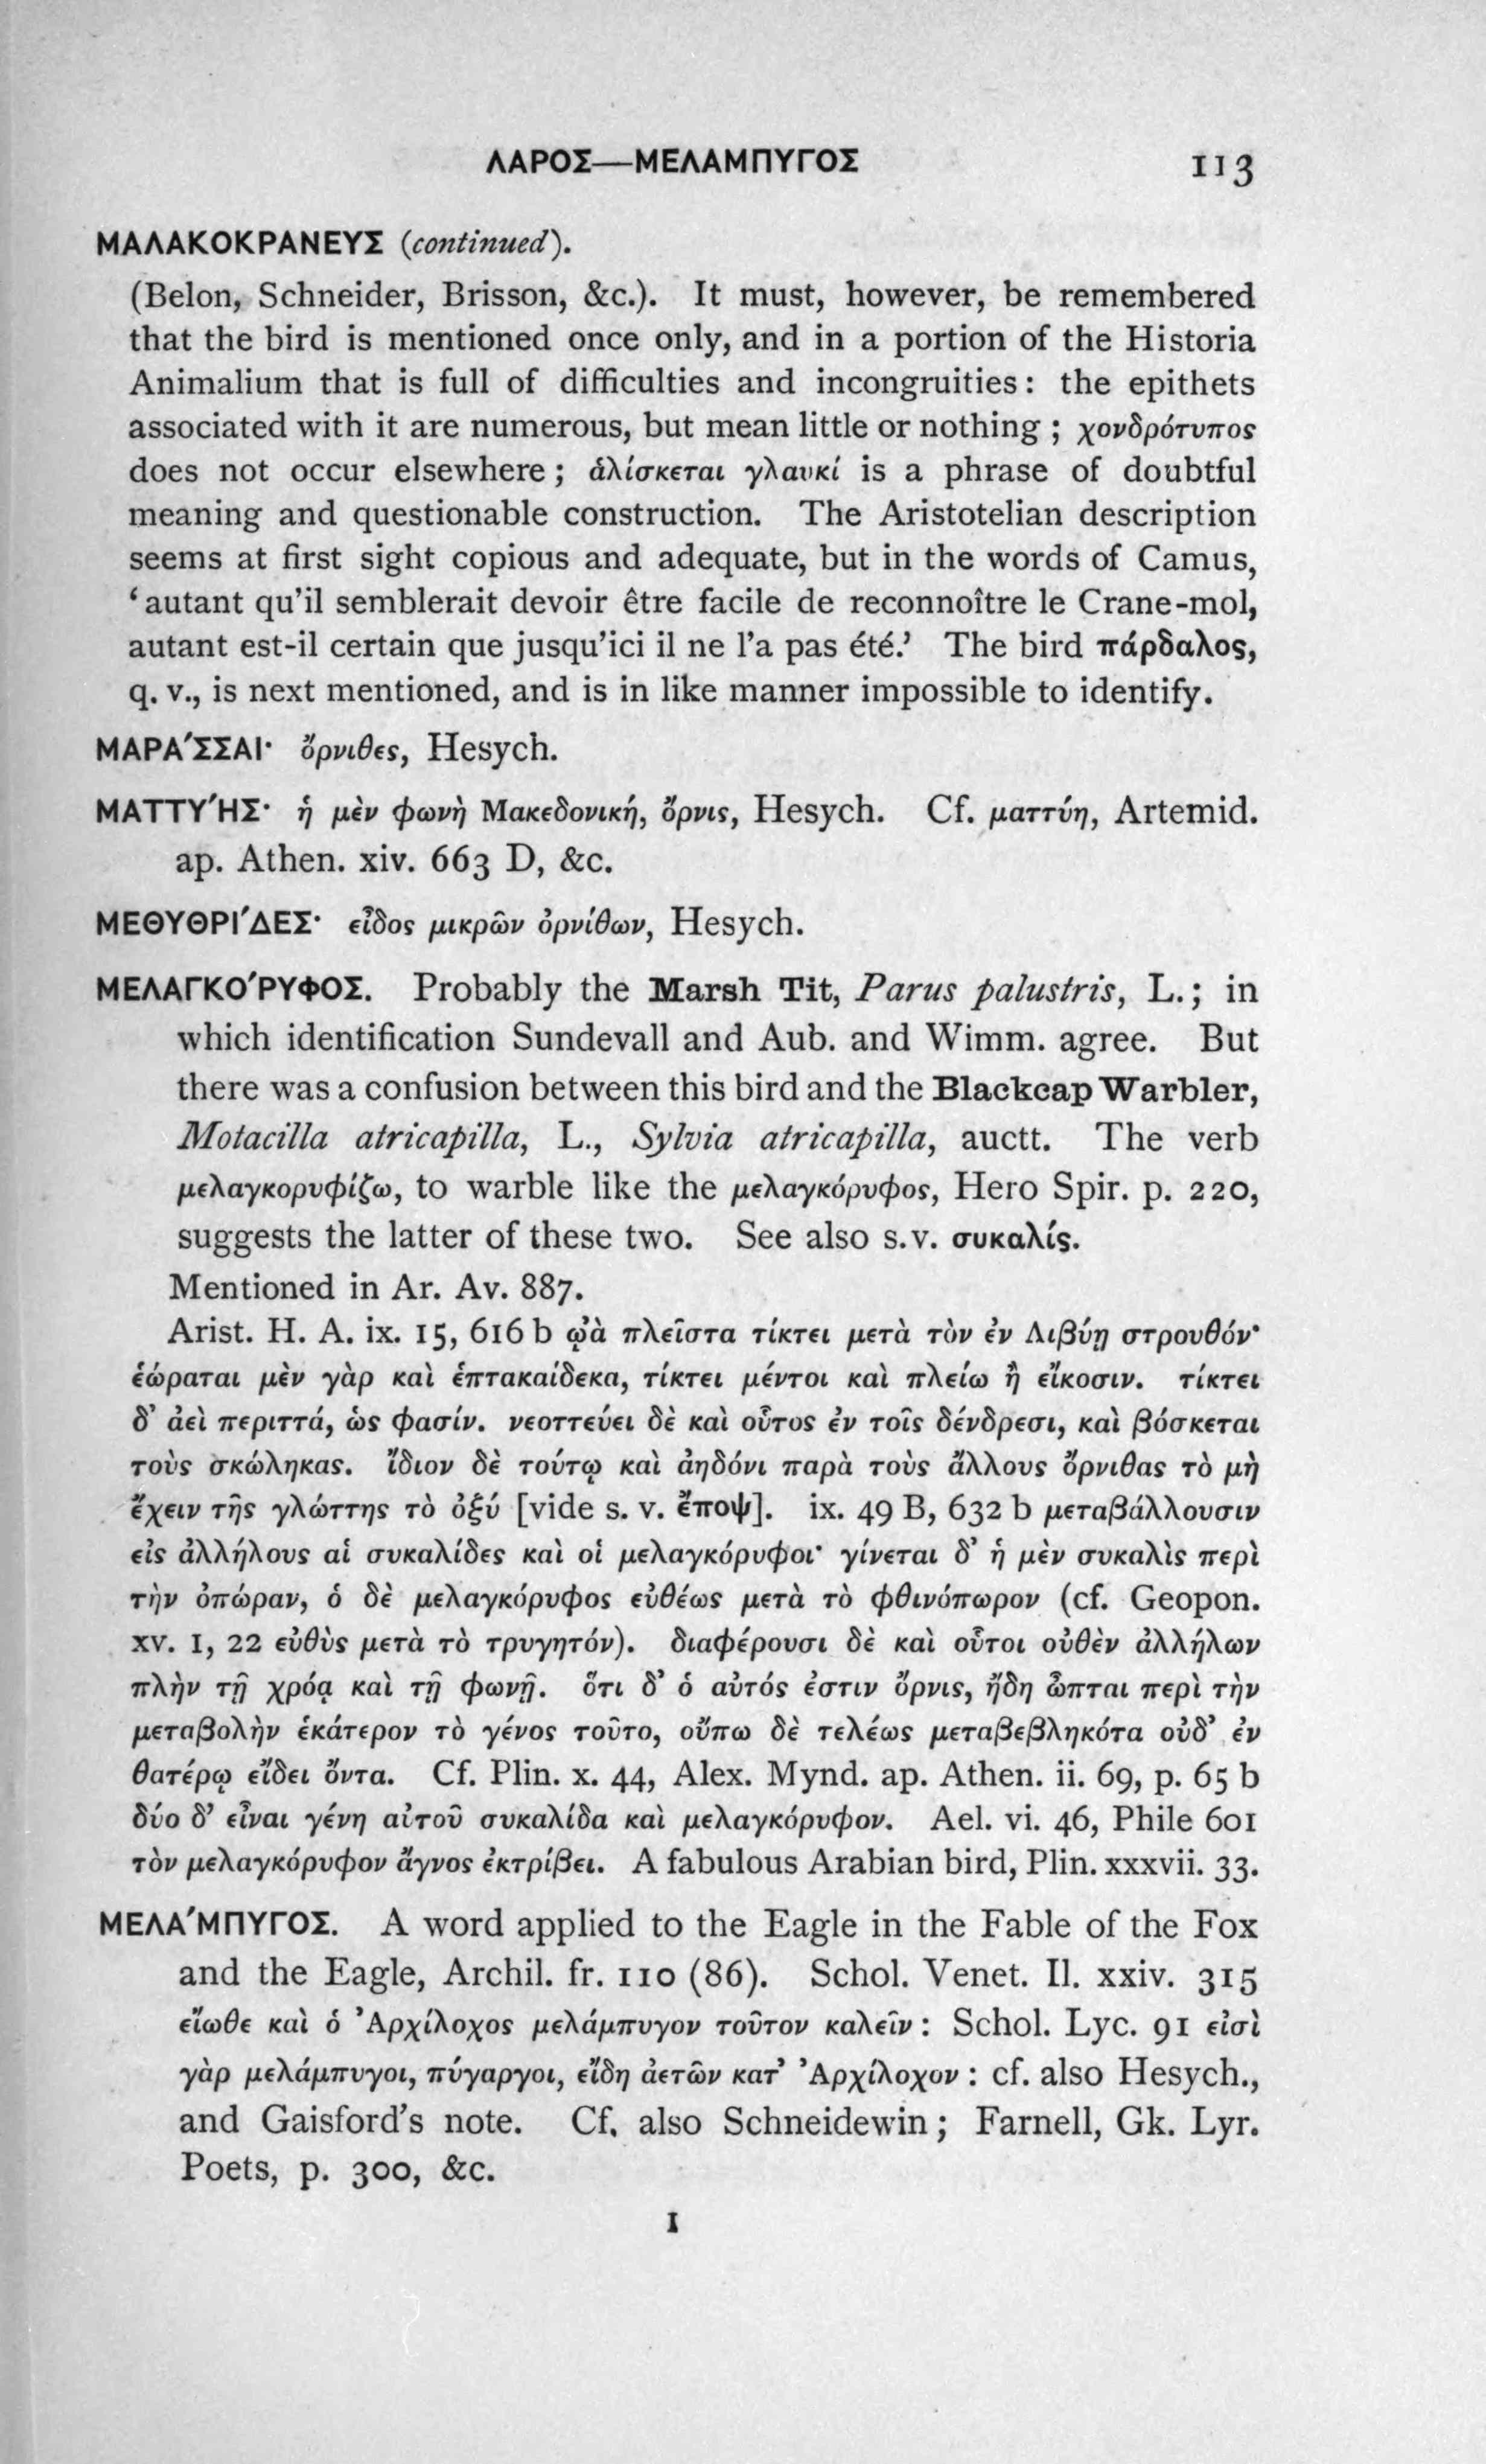 ΛΑΡΟΣ—ΜΕΛΑΜΠΥΓΟΣ 113
ΜΑΛΑΚΟΚΡΑΝΕΥΣ (continued).
(Belon, Schneider, Brisson, &c.). It must, however, be remembered
that the bird is mentioned once only, and in a portion of the Historia
Animalium that is full of difficulties and incongruities: the epithets
associated with it are numerous, but mean little or nothing; χονδρότυπος
does not occur elsewhere; ἁλίσκεται γλαυκί is a phrase of doubtful
meaning and questionable construction. The Aristotelian description
seems at first sight copious and adequate, but in the words of Camus,
‘autant qu’il semblerait devoir être facile de reconnoître le Crane-mol,
autant est-il certain que jusqu’ici il ne l’a pas été.’ The bird πάρδαλος,
q. v., is next mentioned, and is in like manner impossible to identify.
ΜΑΡΑ΄ΣΣΑΙ· ὄρνιθες, Hesych.
ΜΑΤΤΥ΄ΗΣ· ἡ μὲν φωνὴ Μακεδονική, ὄρνις, Hesych. Cf. ματτύη, Artemid.
ap. Athen. xiv. 663 D, &c.
ΜΕΘΥΘΡΙ΄ΔΕΣ· εἶδος μικρῶν ὀρνίθων, Hesych.
ΜΕΛΑΓΚΟ΄ΡΥΦΟΣ. Probably the Marsh Tit, Parus palustris, L.; in
which identification Sundevall and Aub. and Wimm. agree. But
there was a confusion between this bird and the Blackcap Warbler,
Motacilla atricapilla, L., Sylvia atricapilla, auctt. The verb
μελαγκορυφίζω, to warble like the μελαγκόρυφος, Hero Spir. p. 220,
suggests the latter of these two. See also s.v. συκαλίς.
Mentioned in Ar. Av. 887.
Arist. H. A. ix. 15, 616 b ᾠὰ πλεῖστα τίκτει μετὰ τὸν ἐν Λιβύῃ στρουθόν·
ἑώραται μὲν γὰρ καὶ ἑπτακαίδεκα, τίκτει μέντοι καὶ πλείω ἢ εἴκοσιν. τίκτει
δ’ ἀεὶ περιττά, ὥς φασίν. νεοττεύει δὲ καὶ οὗτος ἐν τοῖς δένδρεσι, καὶ βόσκεται
τοὺς σκώληκας. ἴδιον δὲ τούτῳ καὶ ἀηδόνι παρὰ τοὺς ἄλλους ὄρνιθας τὸ μὴ
ἔχειν τῆς γλώττης τὸ ὀξύ [vide s. v. ἔποψ]. ix. 49 B, 632 b μεταβάλλουσιν
εἰς ἀλλήλους αἱ συκαλίδες καὶ οἱ μελαγκόρυφοι· γίνεται δ’ ἡ μὲν συκαλὶς περὶ
τὴν ὀπώραν, ὁ δὲ μελαγκόρυφος εὐθέως μετὰ τὸ φθινόπωρον (cf. Geopon.
xv. 1, 22 εὐθὺς μετὰ τὸ τρυγητόν). διαφέρουσι δὲ καὶ οὗτοι οὐθὲν ἀλλήλων
πλὴν τῇ χρόᾳ καὶ τῇ φωνῇ. ὅτι δ’ ὁ αὐτός ἐστιν ὄρνις, ἤδη ὦπται περὶ τὴν
μεταβολὴν ἑκάτερον τὸ γένος τοῦτο, οὔπω δὲ τελέως μεταβεβληκότα οὐδ’ ἐν
θατέρῳ εἴδει ὄντα. Cf. Plin. x. 44, Alex. Mynd. ap. Athen. ii. 69, p. 65 b
δύο δ’ εἶναι γένη αὐτοῦ συκαλίδα καὶ μελαγκόρυφον. Ael. vi. 46, Phile 601
τὸν μελαγκόρυφον ἄγνος ἐκτρίβει. A fabulous Arabian bird, Plin. xxxvii. 33.
ΜΕΛΑ΄ΜΠΥΓΟΣ. A word applied to the Eagle in the Fable of the Fox
and the Eagle, Archil. fr. 110 (86). Schol. Venet. Il. xxiv. 315
εἴωθε καὶ ὁ Ἀρχίλοχος μελάμπυγον τοῦτον καλεῖν: Schol. Lyc. 91 εἰσὶ
γὰρ μελάμπυγοι, πύγαργοι, εἴδη ἀετῶν κατ’ Ἀρχίλοχον: cf. also Hesych.,
and Gaisford’s note. Cf. also Schneidewin; Farnell, Gk. Lyr.
Poets, p. 300, &c.
I